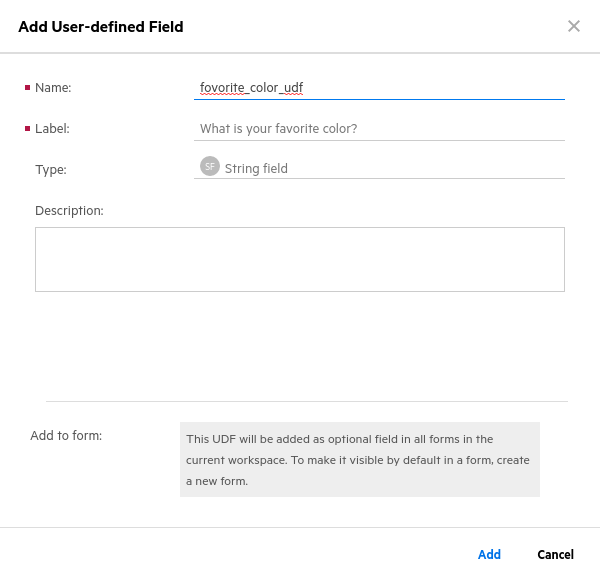 Add User-defined Field
Name: fovorite_color_udf
Label: What is your favorite color?
Type: SF String field
Description:
Add to form: This UDF will be added as optional field in all forms in the
current workspace. To make it visible by default in a form, create
a new form.
Add Cancel